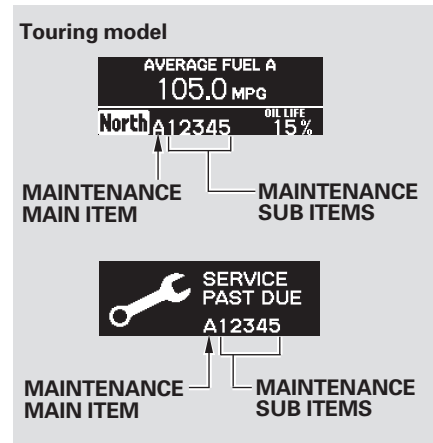 Touring model
AVERAGE FUEL A
105.0 MPG
North A12345 OIL LIFE 15%
MAINTENANCE MAIN ITEM
MAINTENANCE SUB ITEMS
SERVICE
PAST DUE
A12345
MAINTENANCE MAIN ITEM
MAINTENANCE SUB ITEMS